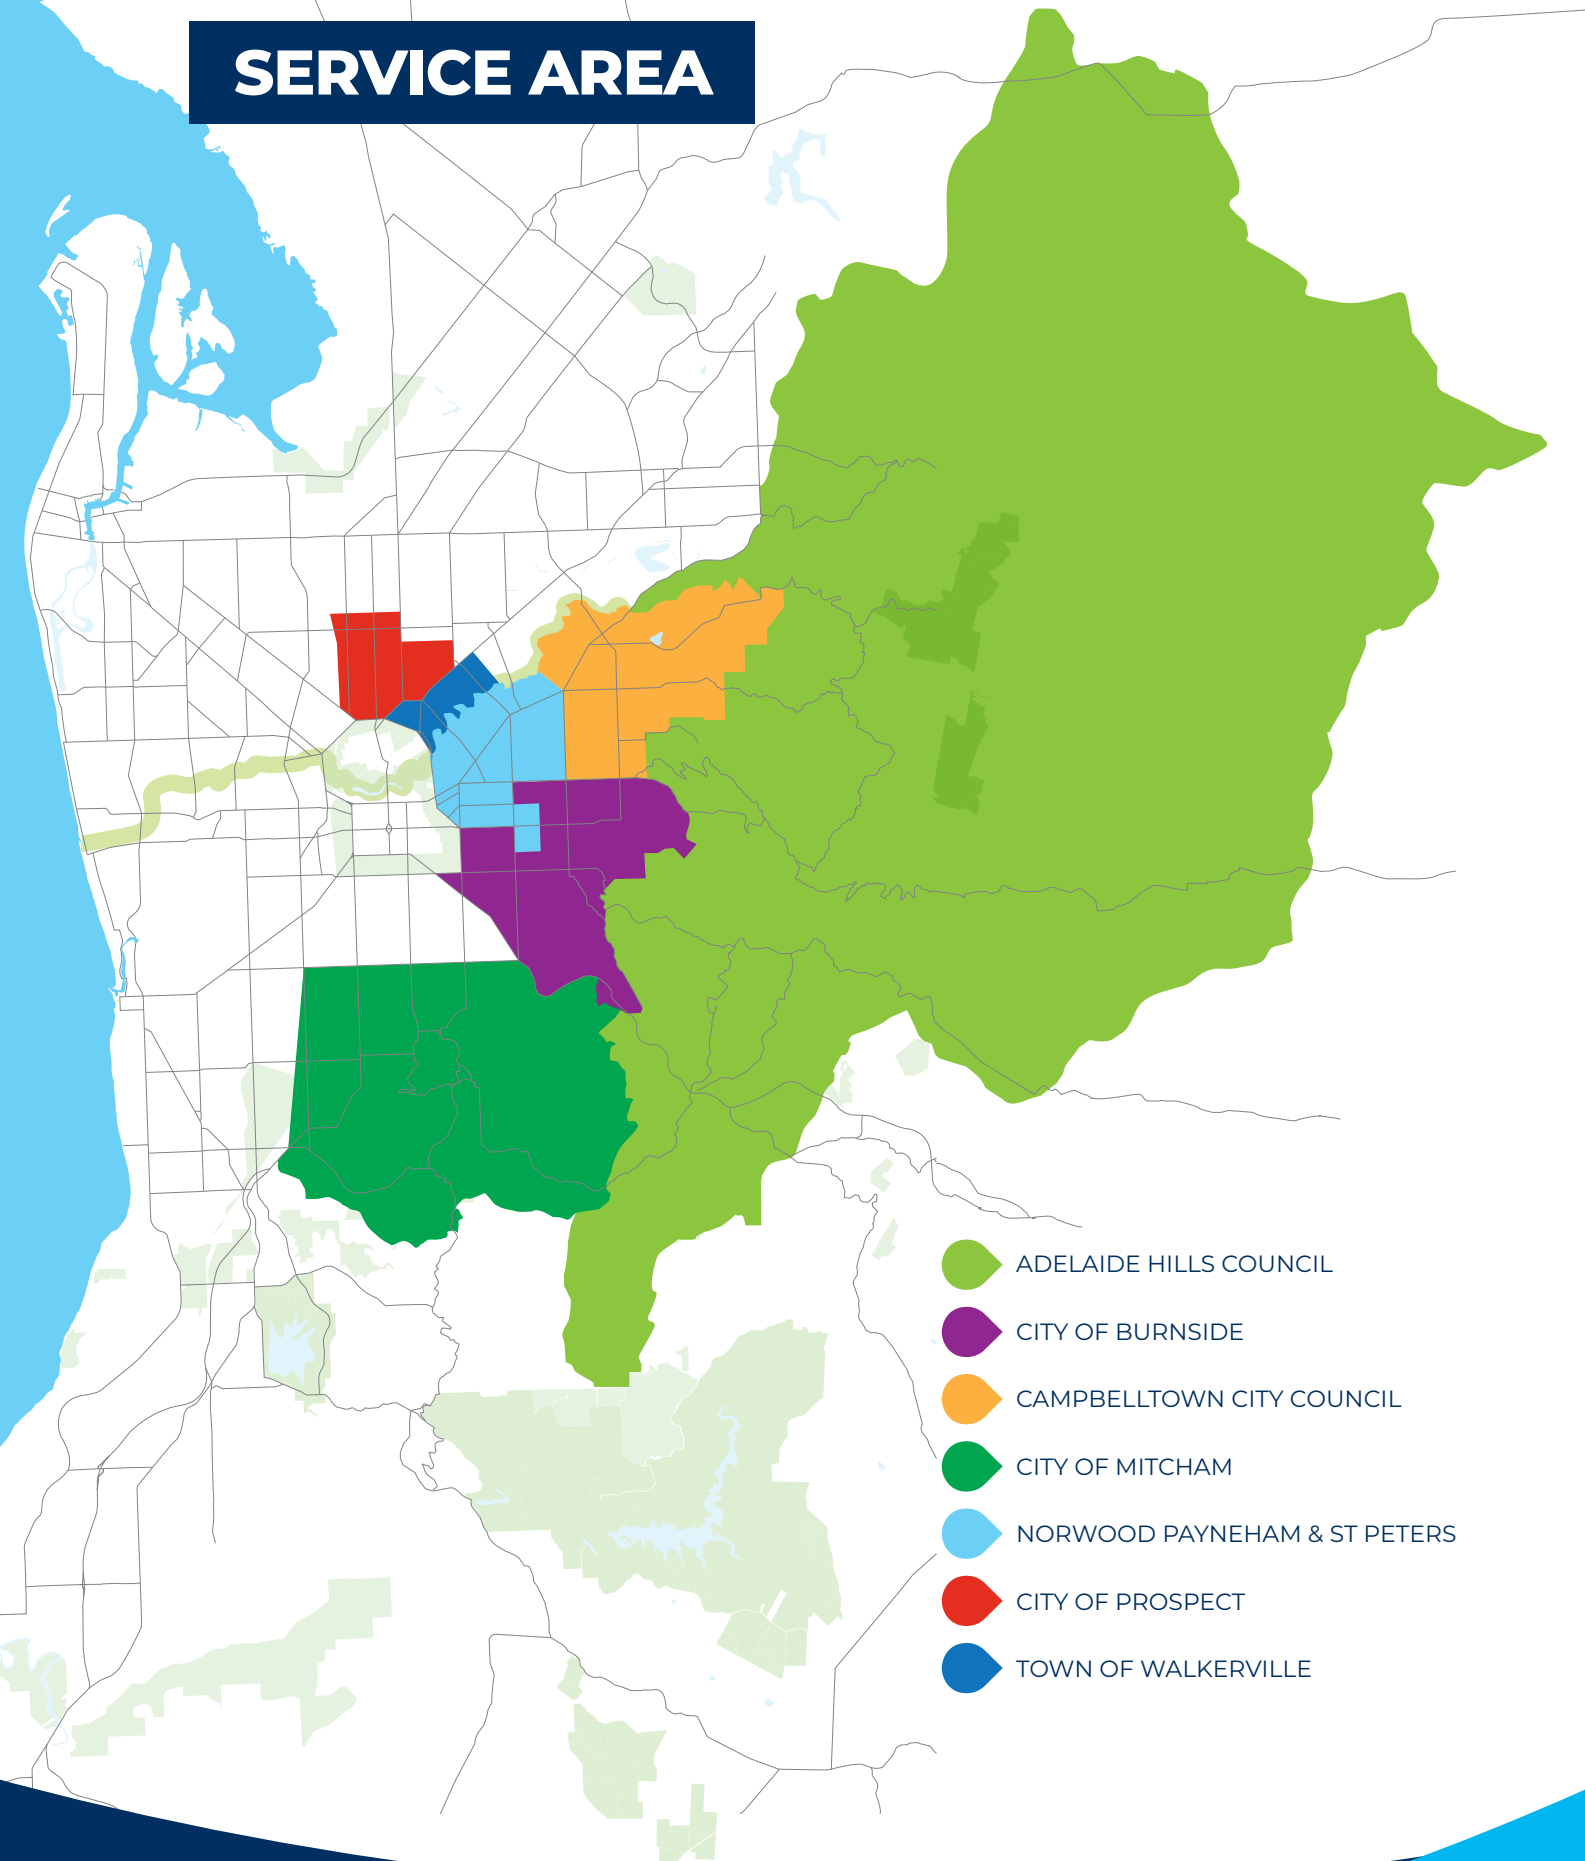 SERVICE AREA
1
ADELAIDE HILLS COUNCIL
CITY OF BURNSIDE
CAMPBELLTOWN CITY COUNCIL
CITY OF MITCHAM
NORWOOD PAYNEHAM & ST PETERS
CITY OF PROSPECT
TOWN OF WALKERVILLE